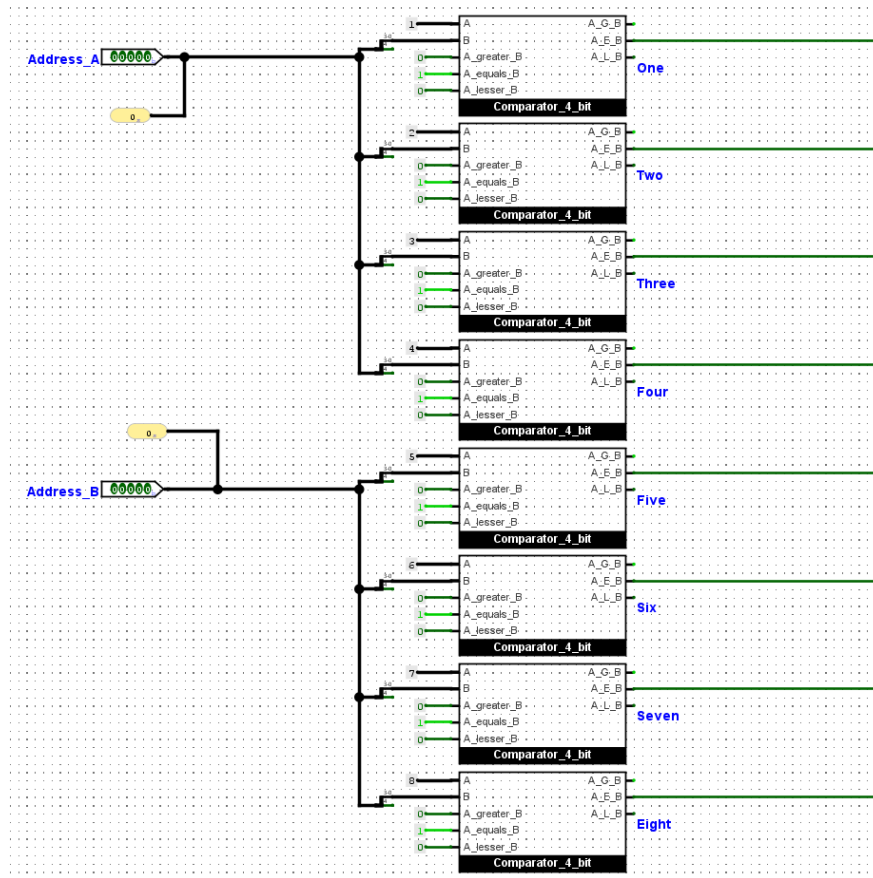 1 A A_G_B
B A_E_B
Address_A 00000 0 A_greater_B A_L_B
One
1 A_equals_B
0 A_lesser_B
0
Comparator_4_bit
2 A A_G_B
B A_E_B
0 A_greater_B A_L_B
Two
1 A_equals_B
0 A_lesser_B
Comparator_4_bit
3 A A_G_B
B A_E_B
0 A_greater_B A_L_B
Three
1 A_equals_B
0 A_lesser_B
Comparator_4_bit
4 A A_G_B
B A_E_B
0 A_greater_B A_L_B
Four
1 A_equals_B
0 A_lesser_B
0
Comparator_4_bit
5 A A_G_B
B A_E_B
Address_B 00000 0 A_greater_B A_L_B
Five
1 A_equals_B
0 A_lesser_B
Comparator_4_bit
6 A A_G_B
B A_E_B
0 A_greater_B A_L_B
Six
1 A_equals_B
0 A_lesser_B
Comparator_4_bit
7 A A_G_B
B A_E_B
0 A_greater_B A_L_B
Seven
1 A_equals_B
0 A_lesser_B
Comparator_4_bit
8 A A_G_B
B A_E_B
0 A_greater_B A_L_B
Eight
1 A_equals_B
0 A_lesser_B
Comparator_4_bit